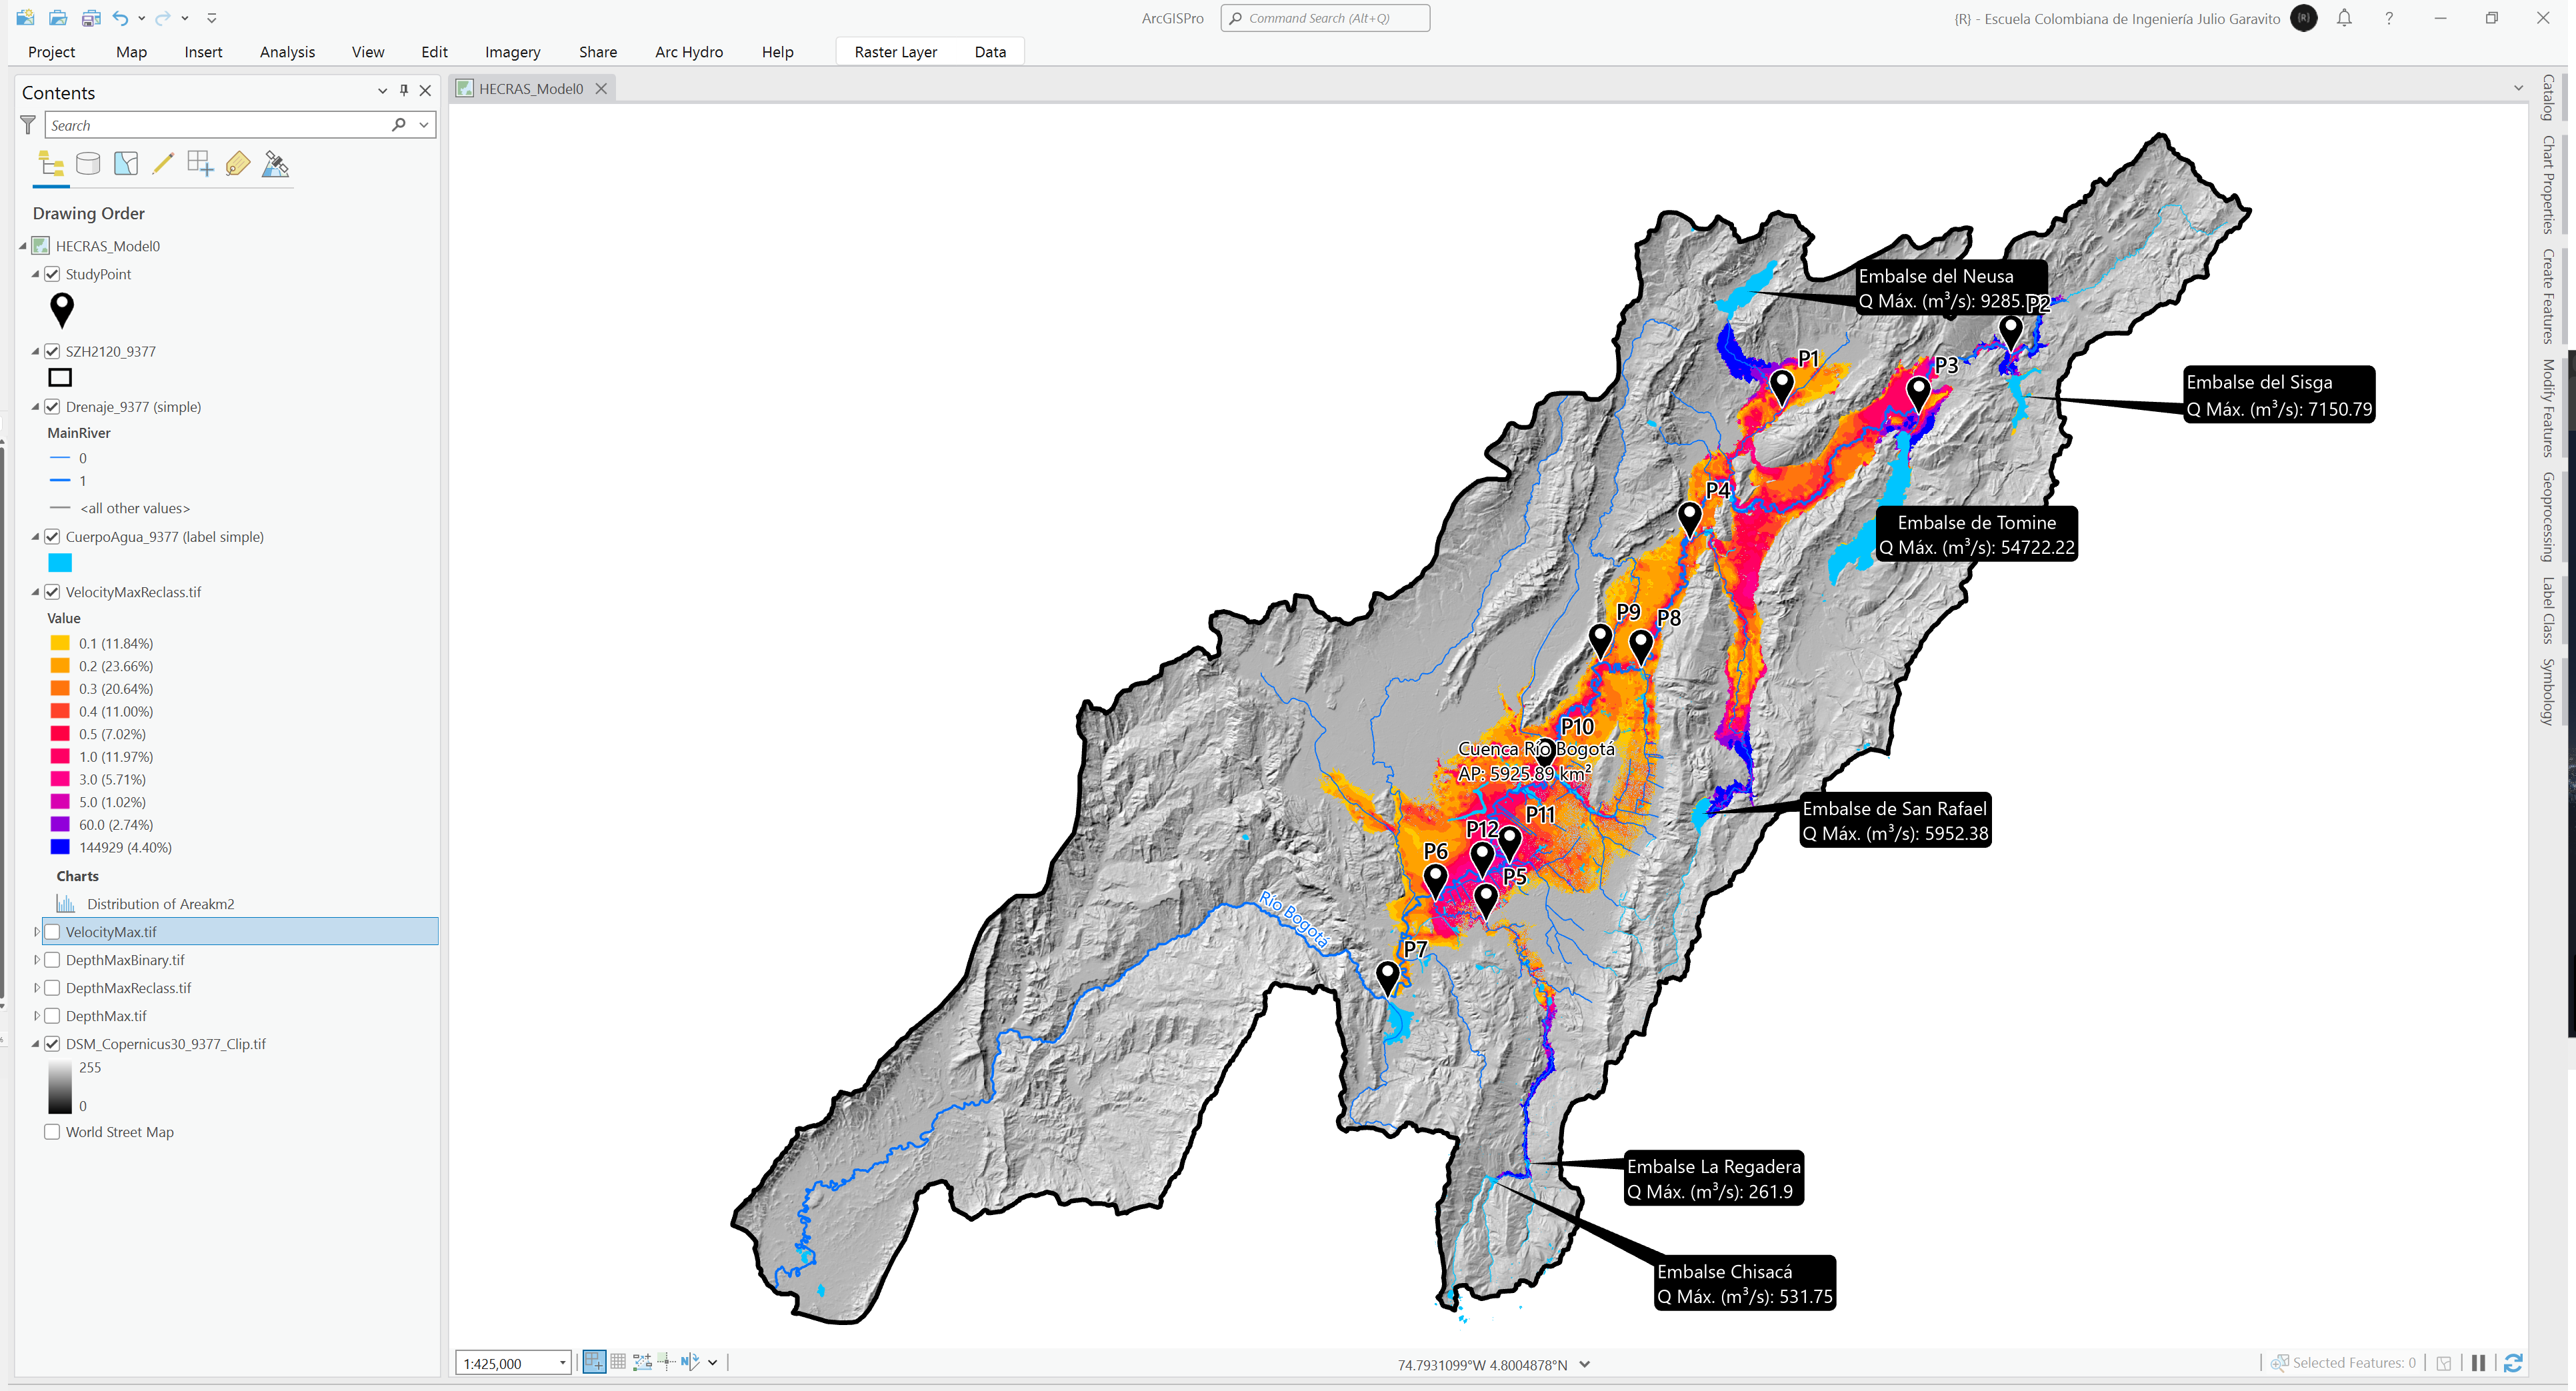 ArcGISPro
Command Search (Alt+Q)
{R} - Escuela Colombiana de Ingeniería Julio Garavito
{R}
?
Project
Map
Insert
Analysis
View
Edit
Imagery
Share
Arc Hydro
Help
Raster Layer
Data
Contents
Search
Drawing Order
HECRAS_Model0
StudyPoint
SZH2120_9377
Drenaje_9377 (simple)
MainRiver
0
1
<all other values>
CuerpoAgua_9377 (label simple)
VelocityMaxReclass.tif
Value
0.1 (11.84%)
0.2 (23.66%)
0.3 (20.64%)
0.4 (11.00%)
0.5 (7.02%)
1.0 (11.97%)
3.0 (5.71%)
5.0 (1.02%)
60.0 (2.74%)
144929 (4.40%)
Charts
Distribution of Areakm2
VelocityMax.tif
DepthMaxBinary.tif
DepthMaxReclass.tif
DepthMax.tif
DSM_Copernicus30_9377_Clip.tif
255
0
World Street Map
HECRAS_Model0
Embalse del Neusa
Q Máx. (m³/s): 9285.
P2
P1
P3
Embalse del Sisga
Q Máx. (m³/s): 7150.79
P4
Embalse de Tomine
Q Máx. (m³/s): 54722.22
P9
P8
P10
Cuenca Río Bogotá
AP: 5925.89 km²
P11
P12
Embalse de San Rafael
Q Máx. (m³/s): 5952.38
P6
P5
Río Bogotá
P7
Embalse La Regadera
Q Máx. (m³/s): 261.9
Embalse Chisacá
Q Máx. (m³/s): 531.75
1:425,000
N
74.7931099°W 4.8004878°N
Selected Features: 0
Catalog
Chart Properties
Create Features
Modify Features
Geoprocessing
Label Class
Symbology